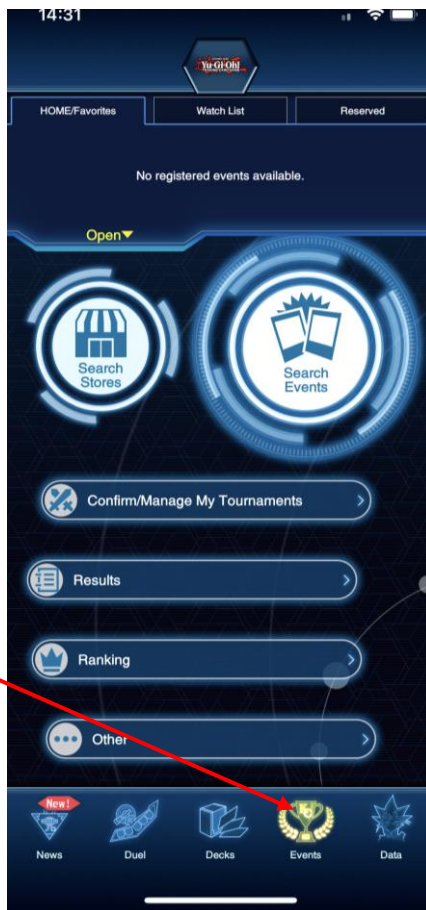 14:31
Yu-Gi-Oh!
HOME/Favorites Watch List Reserved
No registered events available.
Open▼
Search
Stores
Search
Events
Confirm/Manage My Tournaments
Results
Ranking
Other
New!
News Duel Decks Events Data